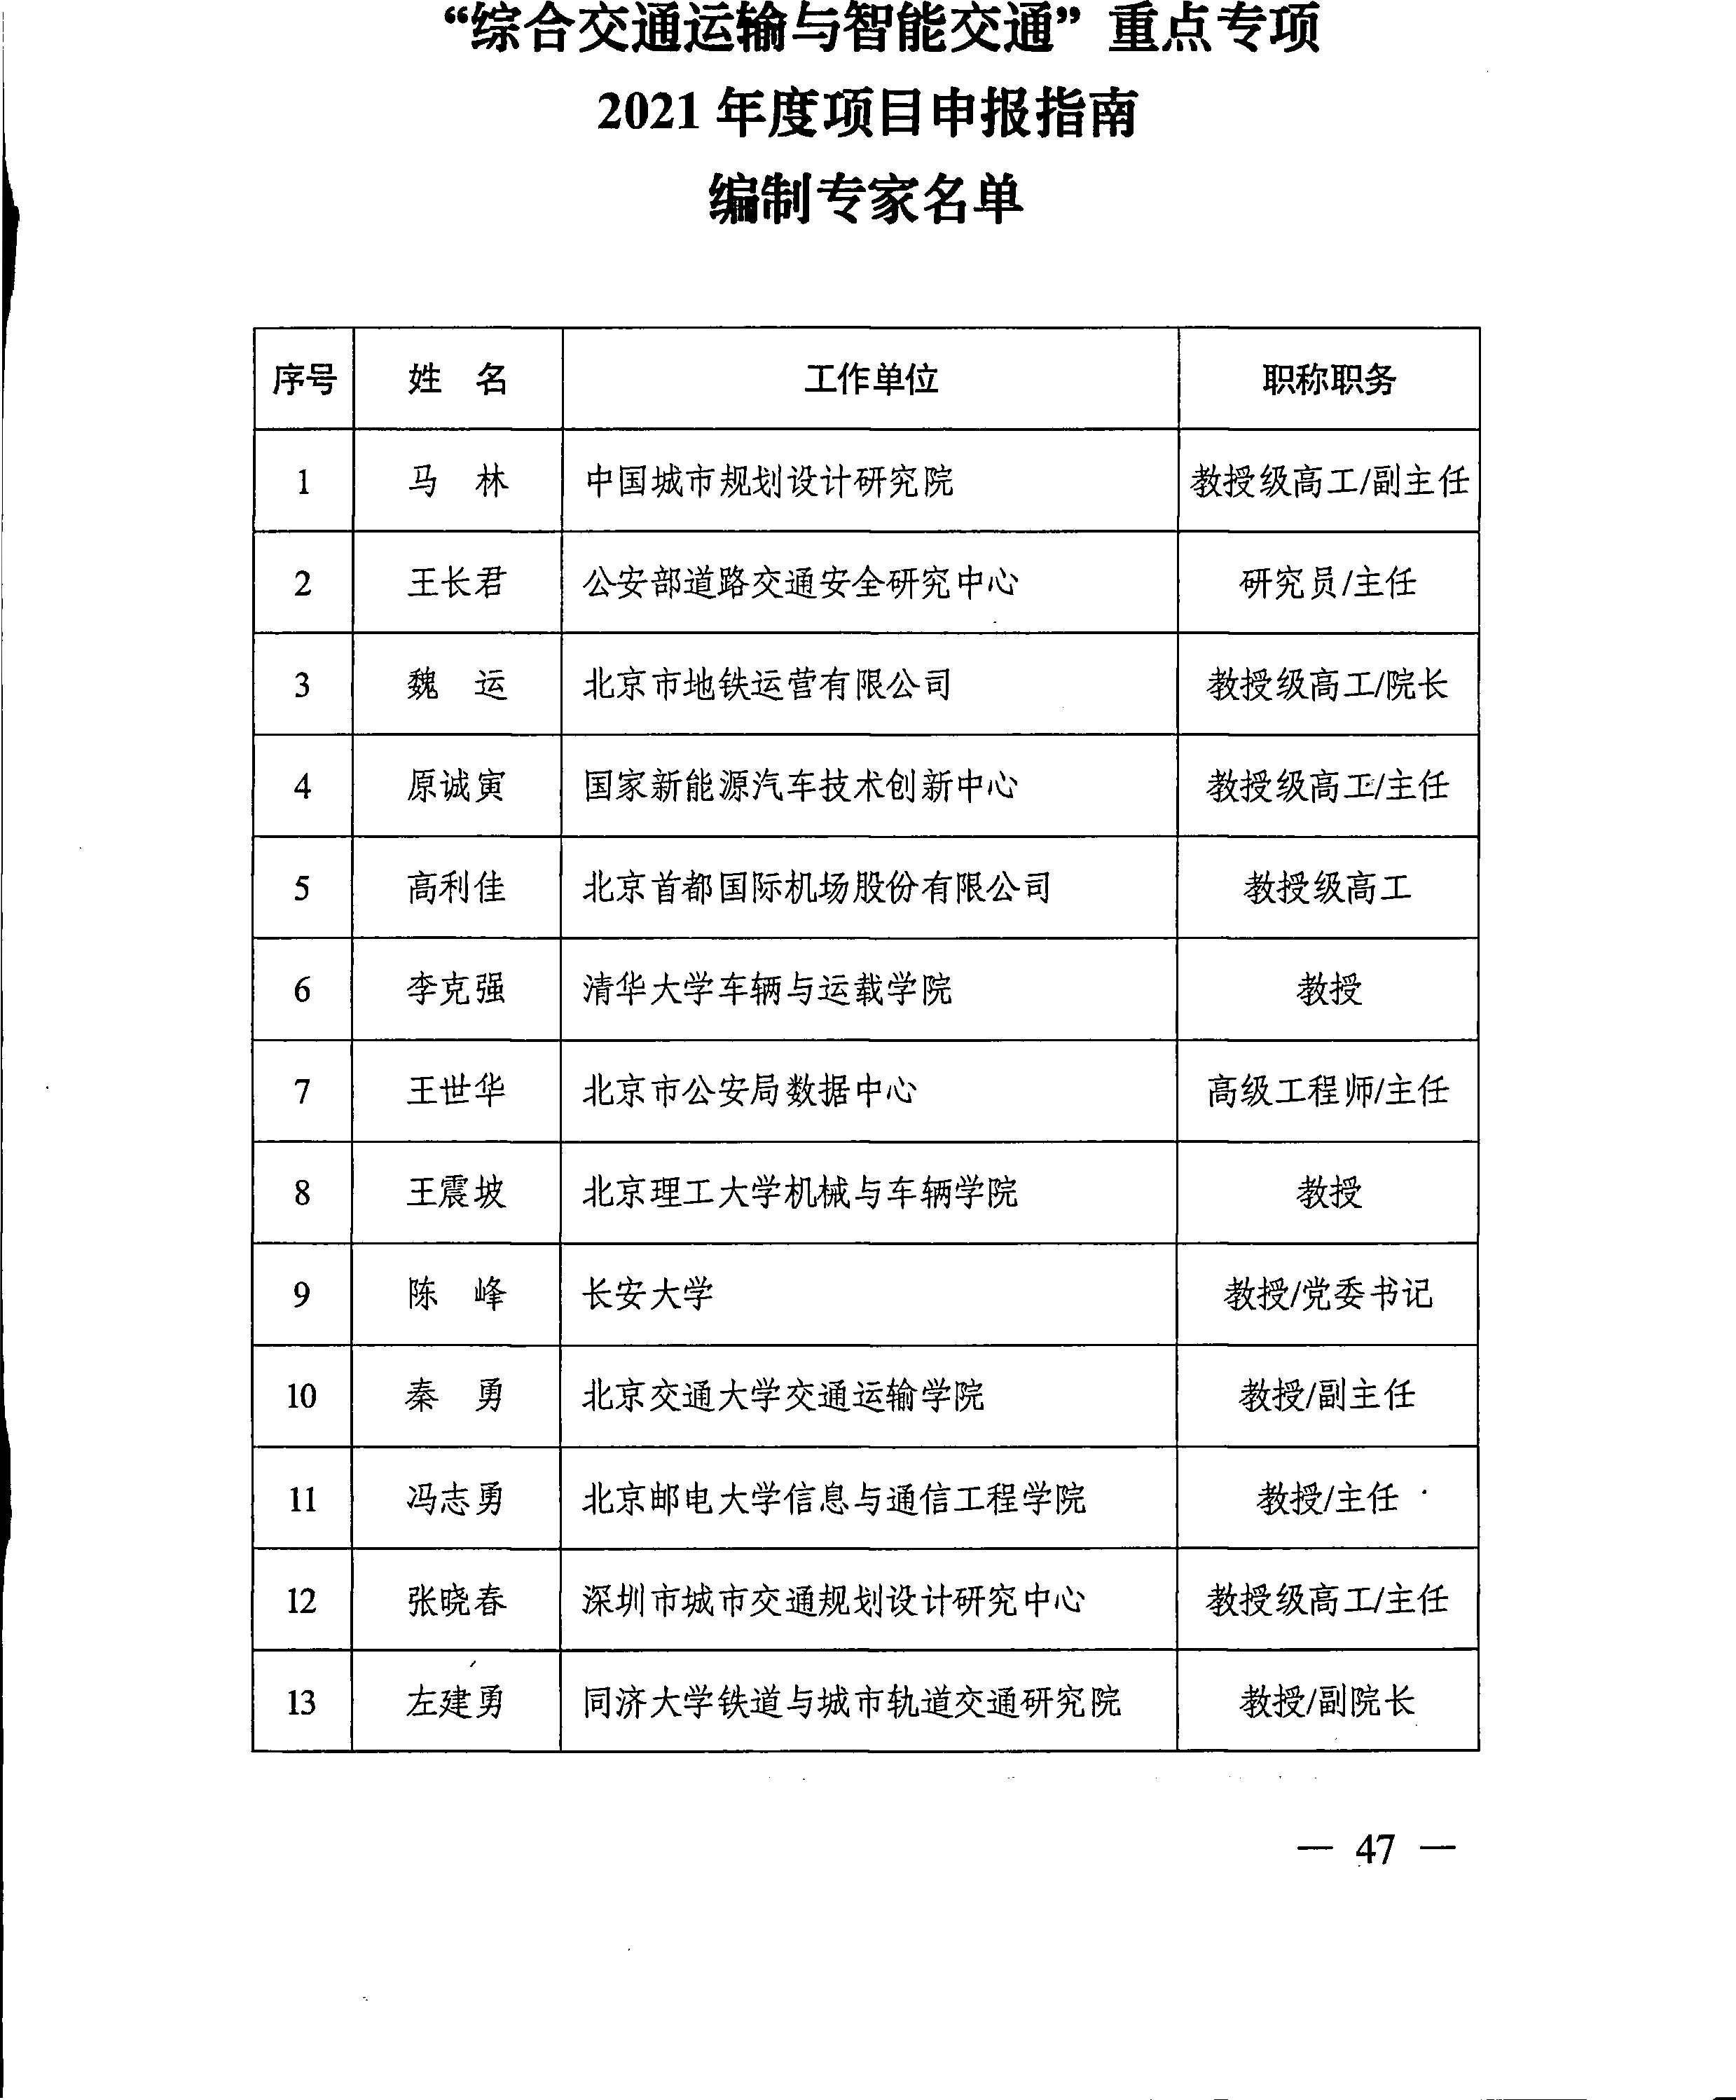 “综合交通运输与智能交通”重点专项
2021 年度项目申报指南
编制专家名单
序号 姓 名 工作单位 职称职务
1 马 林 中国城市规划设计研究院 教授级高工/副主任
2 王长君 公安部道路交通安全研究中心 研究员/主任
3 魏 运 北京市地铁运营有限公司 教授级高工/院长
4 原诚寅 国家新能源汽车技术创新中心 教授级高工/主任
5 高利佳 北京首都国际机场股份有限公司 教授级高工
6 李克强 清华大学车辆与运载学院 教授
7 王世华 北京市公安局数据中心 高级工程师/主任
8 王震坡 北京理工大学机械与车辆学院 教授
9 陈 峰 长安大学 教授/党委书记
10 秦 勇 北京交通大学交通运输学院 教授/副主任
11 冯志勇 北京邮电大学信息与通信工程学院 教授/主任
12 张晓春 深圳市城市交通规划设计研究中心 教授级高工/主任
13 左建勇 同济大学铁道与城市轨道交通研究院 教授/副院长
— 47 —